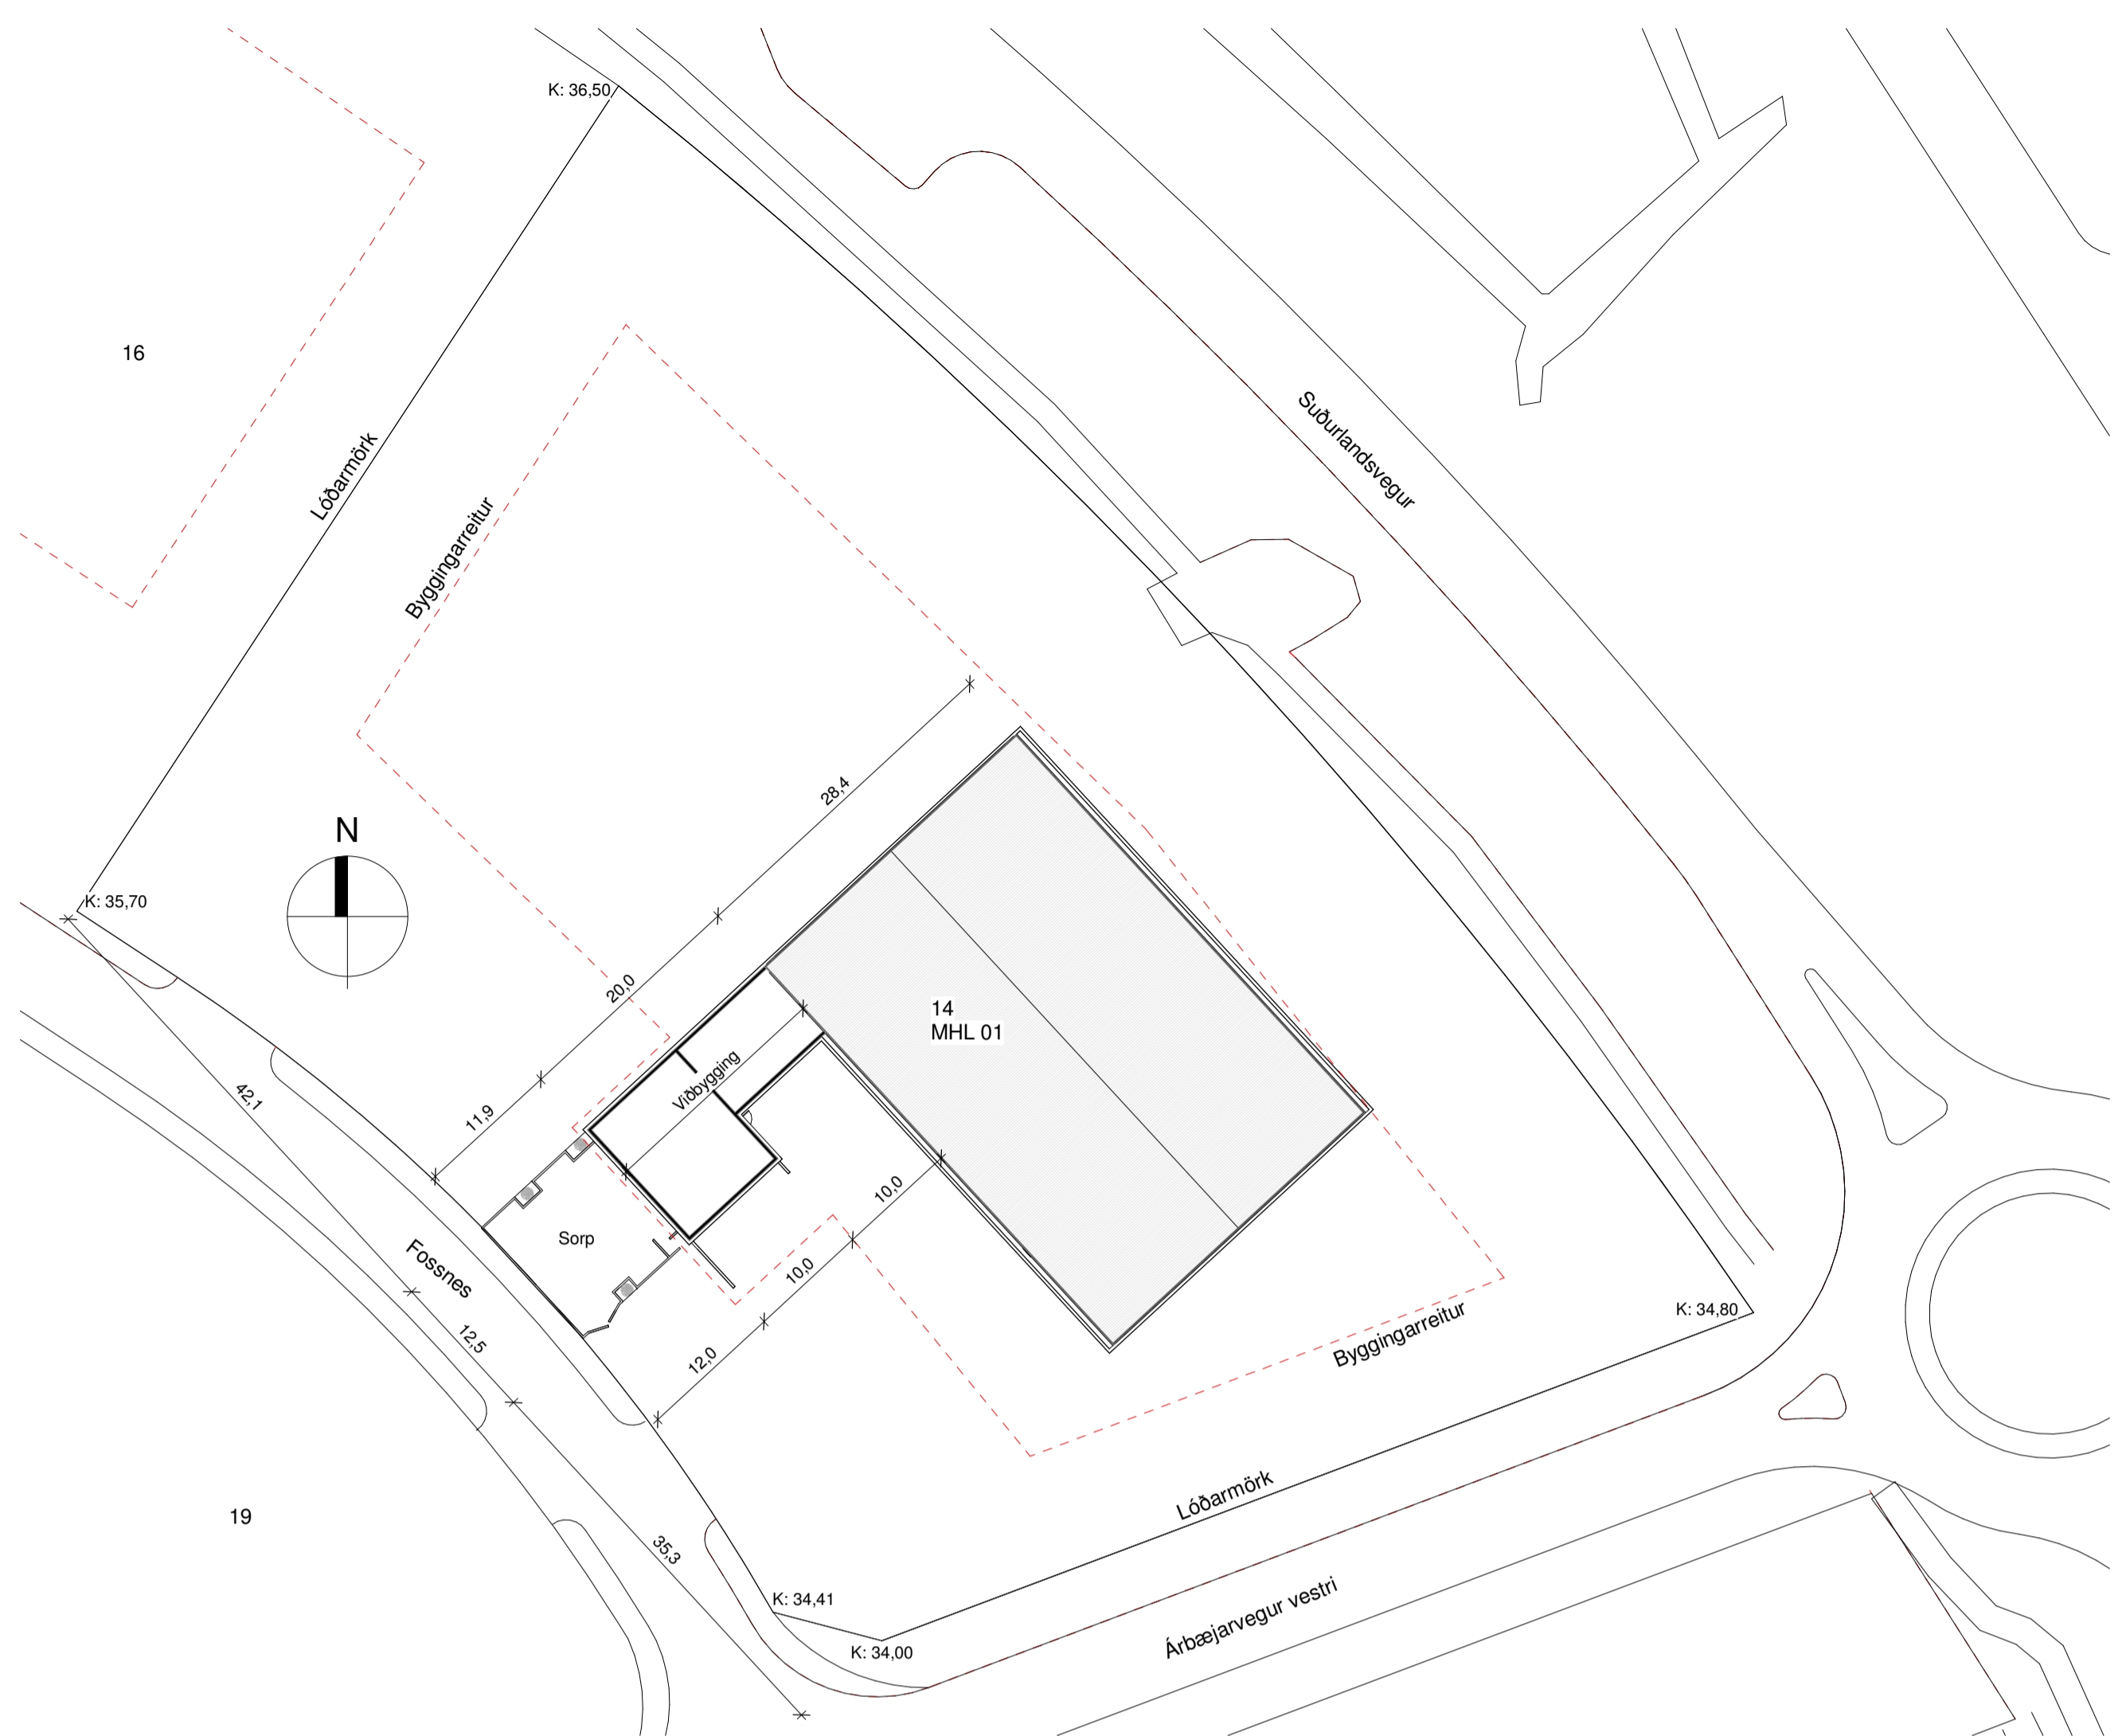 K: 36,50
16
Lóðarmörk
Byggingarreitur
Suðurlandsvegur
28,4
N
K: 35,70
20,0
14
MHL 01
Viðbygging
42,1
11,9
10,0
Sorp
Fossnes
10,0
12,5
12,0
K: 34,80
Byggingarreitur
Lóðarmörk
19
35,3
K: 34,41
Árbæjarvegur vestri
K: 34,00